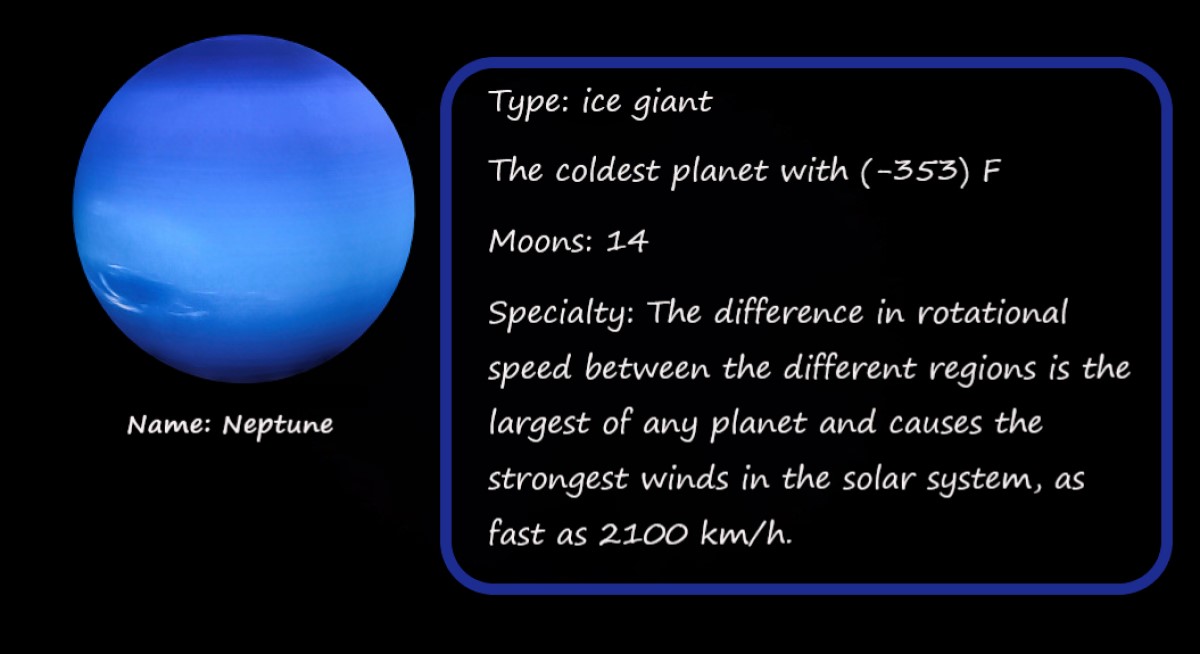 Type: ice giant
The coldest planet with (-353) F
Moons: 14
Specialty: The difference in rotational
speed between the different regions is the
largest of any planet and causes the
strongest winds in the solar system, as
fast as 2100 km/h.
Name: Neptune